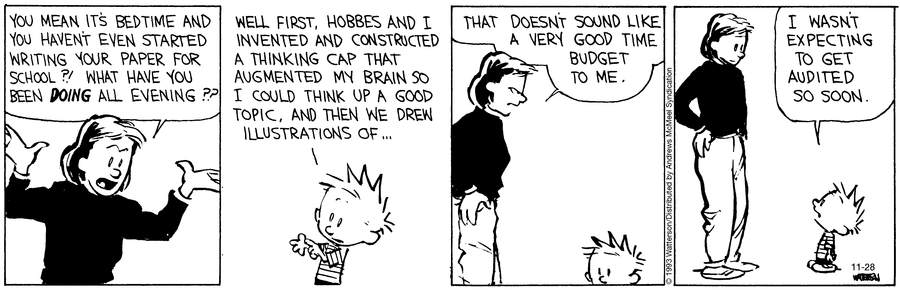 YOU MEAN IT'S BEDTIME AND
YOU HAVEN'T EVEN STARTED
WRITING YOUR PAPER FOR
SCHOOL?! WHAT HAVE YOU
BEEN DOING ALL EVENING??
WELL FIRST, HOBBES AND I
INVENTED AND CONSTRUCTED
A THINKING CAP THAT
AUGMENTED MY BRAIN SO
I COULD THINK UP A GOOD
TOPIC, AND THEN WE DREW
ILLUSTRATIONS OF...
THAT DOESN'T SOUND LIKE
A VERY GOOD TIME
BUDGET
TO ME.
© 1993 Watterson/Distributed by Andrews McMeel Syndication
I WASN'T
EXPECTING
TO GET
AUDITED
SO SOON.
11-28
WATTERSON